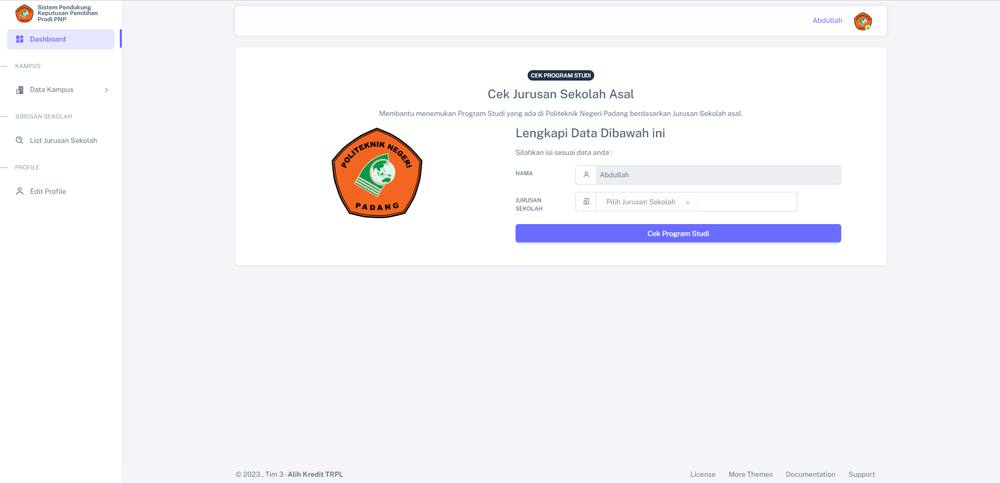 Sistem Pendukung
Keputusan Pemilihan
Prodi PNP
Dashboard
KAMPUS
Data Kampus
JURUSAN SEKOLAH
List Jurusan Sekolah
PROFILE
Edit Profile
Abdullah
CEK PROGRAM STUDI
Cek Jurusan Sekolah Asal
Membantu menemukan Program Studi yang ada di Politeknik Negeri Padang berdasarkan Jurusan Sekolah asal.
POLITEKNIK NEGERI
PADANG
Lengkapi Data Dibawah ini
Silahkan isi sesuai data anda :
NAMA
Abdullah
JURUSAN
SEKOLAH
Pilih Jurusan Sekolah
Cek Program Studi
© 2023 , Tim 3 - Alih Kredit TRPL
License More Themes Documentation Support